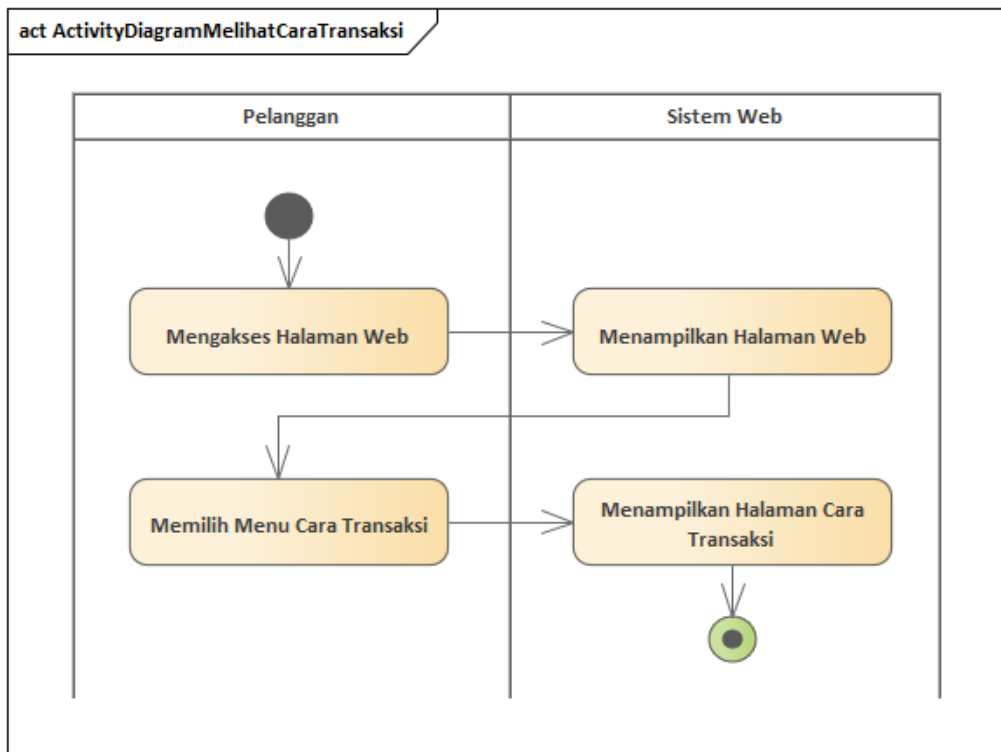 act ActivityDiagramMelihatCaraTransaksi
Pelanggan
Sistem Web
Mengakses Halaman Web
Menampilkan Halaman Web
Memilih Menu Cara Transaksi
Menampilkan Halaman Cara
Transaksi